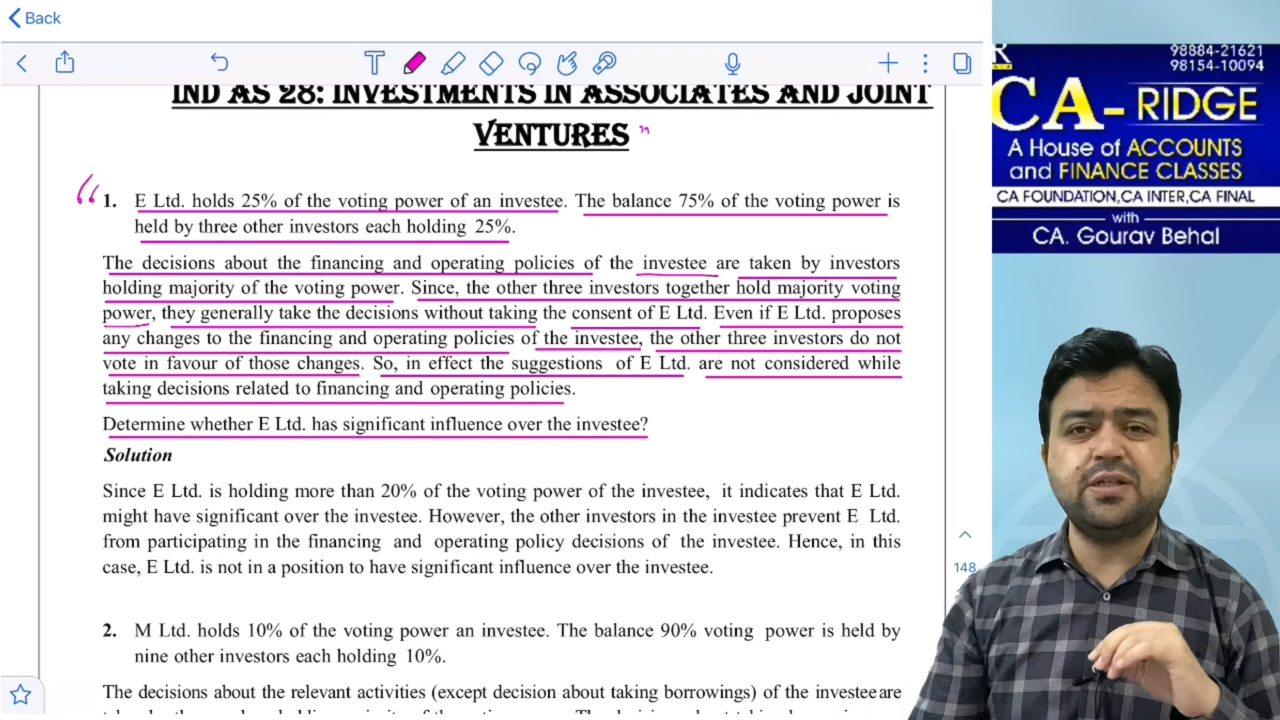 Back
T
IND AS 28: INVESTMENTS IN ASSOCIATES AND JOINT
VENTURES
1. E Ltd. holds 25% of the voting power of an investee. The balance 75% of the voting power is
held by three other investors each holding 25%.
The decisions about the financing and operating policies of the investee are taken by investors
holding majority of the voting power. Since, the other three investors together hold majority voting
power, they generally take the decisions without taking the consent of E Ltd. Even if E Ltd. proposes
any changes to the financing and operating policies of the investee, the other three investors do not
vote in favour of those changes. So, in effect the suggestions of E Ltd. are not considered while
taking decisions related to financing and operating policies.
Determine whether E Ltd. has significant influence over the investee?
Solution
Since E Ltd. is holding more than 20% of the voting power of the investee, it indicates that E Ltd.
might have significant over the investee. However, the other investors in the investee prevent E Ltd.
from participating in the financing and operating policy decisions of the investee. Hence, in this
case, E Ltd. is not in a position to have significant influence over the investee.
148
2. M Ltd. holds 10% of the voting power an investee. The balance 90% voting power is held by
nine other investors each holding 10%.
The decisions about the relevant activities (except decision about taking borrowings) of the investee are
R
98884-21621
98154-10094
CA- RIDGE
A House of ACCOUNTS
and FINANCE CLASSES
CA FOUNDATION,CA INTER,CA FINAL
with
CA. Gourav Behal